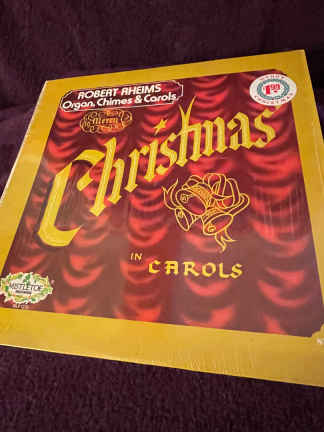 ROBERT RHEIMS
Organ, Chimes & Carols
Merry
Christmas
IN CAROLS
MISTLETOE